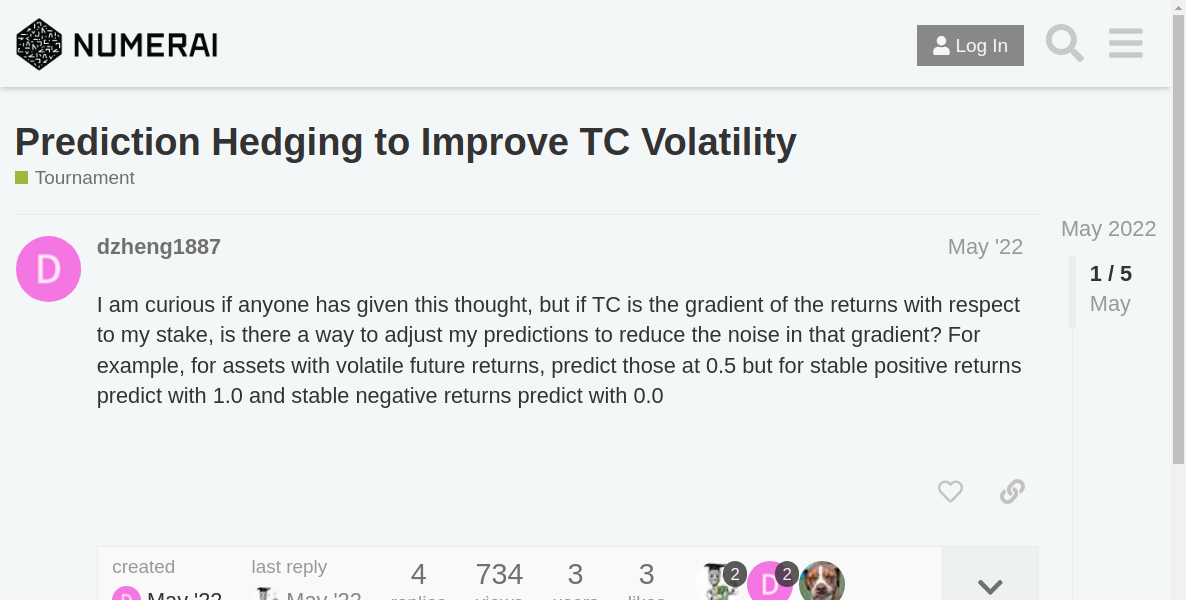 NUMERAI
Log In
Prediction Hedging to Improve TC Volatility
Tournament
May 2022
D
dzheng1887
May '22
1 / 5
May
I am curious if anyone has given this thought, but if TC is the gradient of the returns with respect
to my stake, is there a way to adjust my predictions to reduce the noise in that gradient? For
example, for assets with volatile future returns, predict those at 0.5 but for stable positive returns
predict with 1.0 and stable negative returns predict with 0.0
created
last reply
4
734
3
3
2
D
2
D
May '22
May '22
replies
views
users
likes